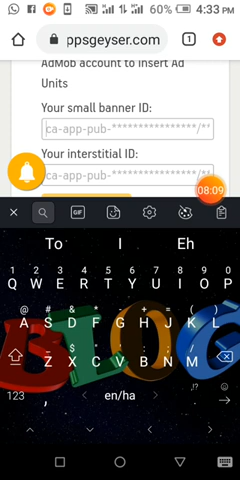 60% 4:33 PM
ppsgeyser.com 1
AdMob account to insert Ad
Units
Your small banner ID:
ca-app-pub-****************/**
Your interstitial ID:
ca-app-pub-****************/**
08:09
GIF
To I Eh
1 2 3 4 5 6 7 8 9 0
Q W E R T Y U I O P
@ # & * - + = ( )
A S D F G H J K L
BLOG
_ $ " ' : ; /
Z X C V B N M
123 , en/ha .
,!?